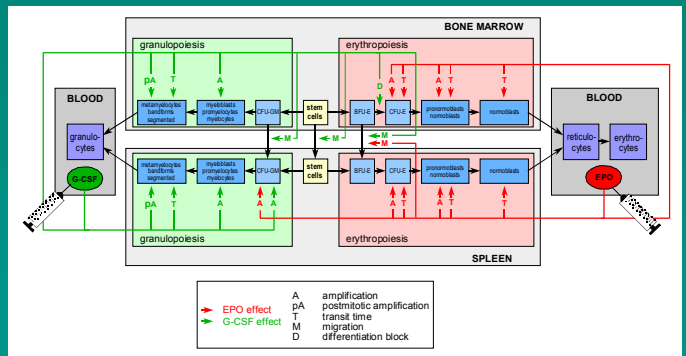 BONE MARROW
granulopoiesis
erythropoiesis
pA T A D A T A T T
BLOOD
BLOOD
metamyelocytes
bandforms
segmented
myeblasts
promyelocytes
myelocytes
CFU-GM
stem
cells
BFU-E
CFU-E
pronormoblasts
normoblasts
normoblasts
granulo-
cytes
reticulo-
cytes
erythro-
cytes
M
M
M
M
metamyelocytes
bandforms
segmented
myeblasts
promyelocytes
myelocytes
CFU-GM
stem
cells
BFU-E
CFU-E
pronormoblasts
normoblasts
normoblasts
G-CSF
EPO
pA T A A A A T A T T
granulopoiesis
erythropoiesis
SPLEEN
EPO effect
G-CSF effect
A amplification
pA postmitotic amplification
T transit time
M migration
D differentiation block